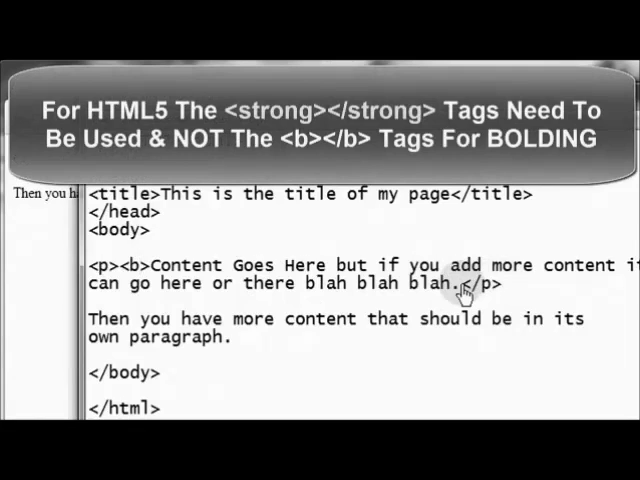 For HTML5 The <strong></strong> Tags Need To
Be Used & NOT The <b></b> Tags For BOLDING
Then you ha
<title>This is the title of my page</title>
</head>
<body>
<p><b>Content Goes Here but if you add more content i
can go here or there blah blah blah.</p>
Then you have more content that should be in its
own paragraph.
</body>
</html>